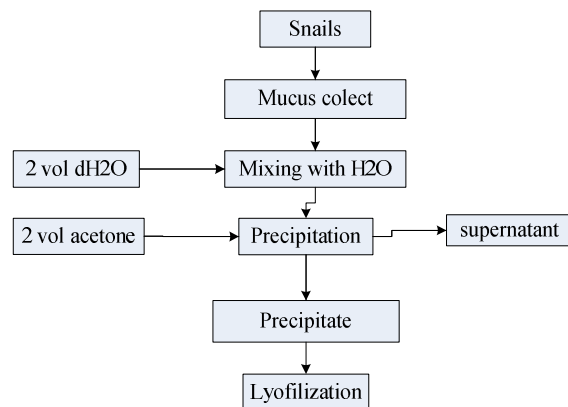 Snails
Mucus colect
2 vol dH2O
Mixing with H2O
2 vol acetone
Precipitation
supernatant
Precipitate
Lyofilization